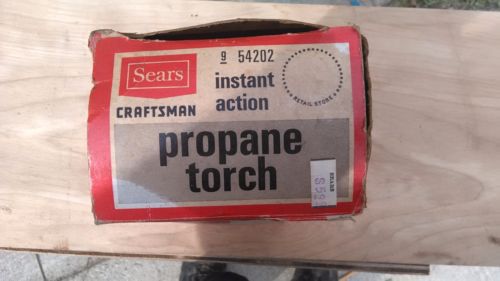 Sears
9 54202
instant
action
RETAIL STORE
CRAFTSMAN
propane
torch